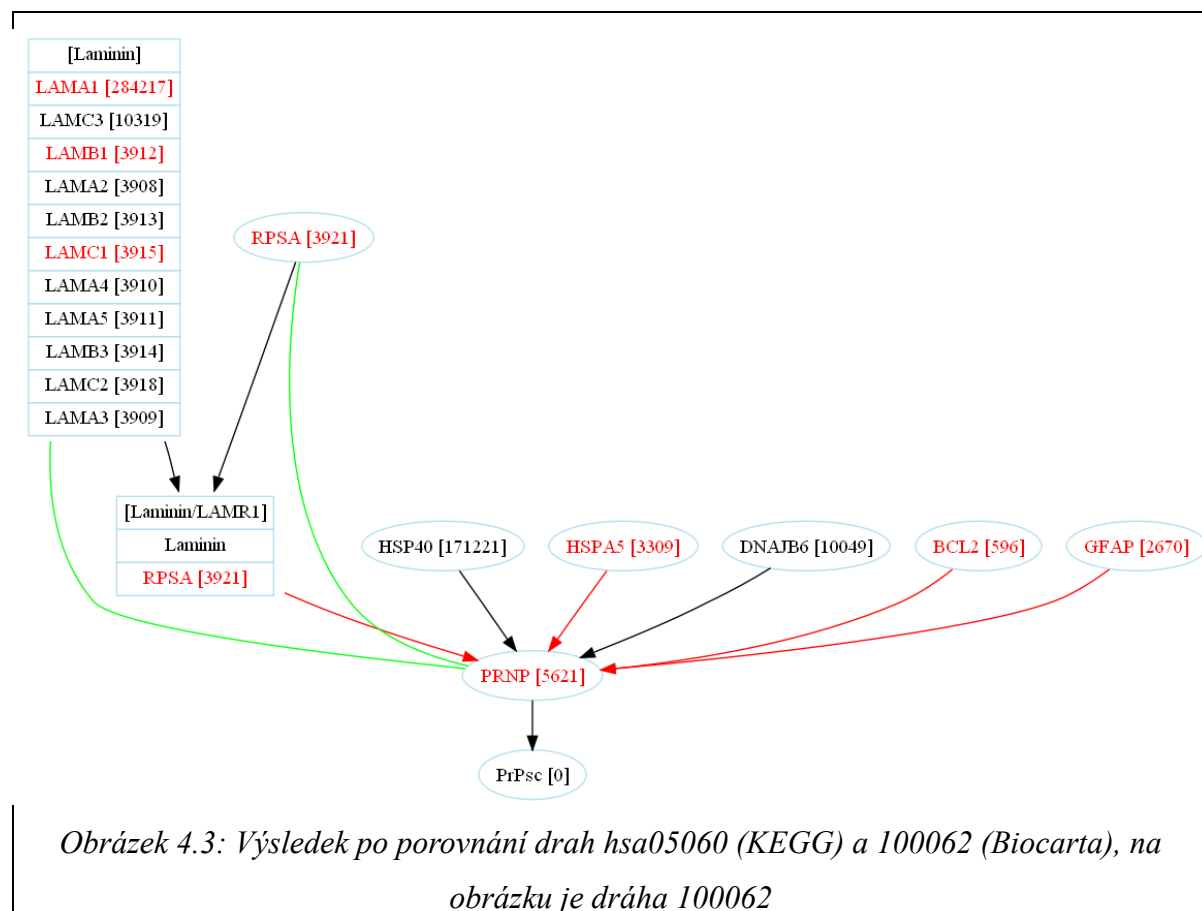 [Laminin]
LAMA1 [284217]
LAMC3 [10319]
LAMB1 [3912]
LAMA2 [3908]
LAMB2 [3913]
LAMC1 [3915]
LAMA4 [3910]
LAMA5 [3911]
LAMB3 [3914]
LAMC2 [3918]
LAMA3 [3909]
RPSA [3921]
[Laminin/LAMR1]
Laminin
RPSA [3921]
HSP40 [171221]
HSPA5 [3309]
DNAJB6 [10049]
BCL2 [596]
GFAP [2670]
PRNP [5621]
PrPsc [0]
Obrázek 4.3: Výsledek po porovnání drah hsa05060 (KEGG) a 100062 (Biocarta), na
obrázku je dráha 100062